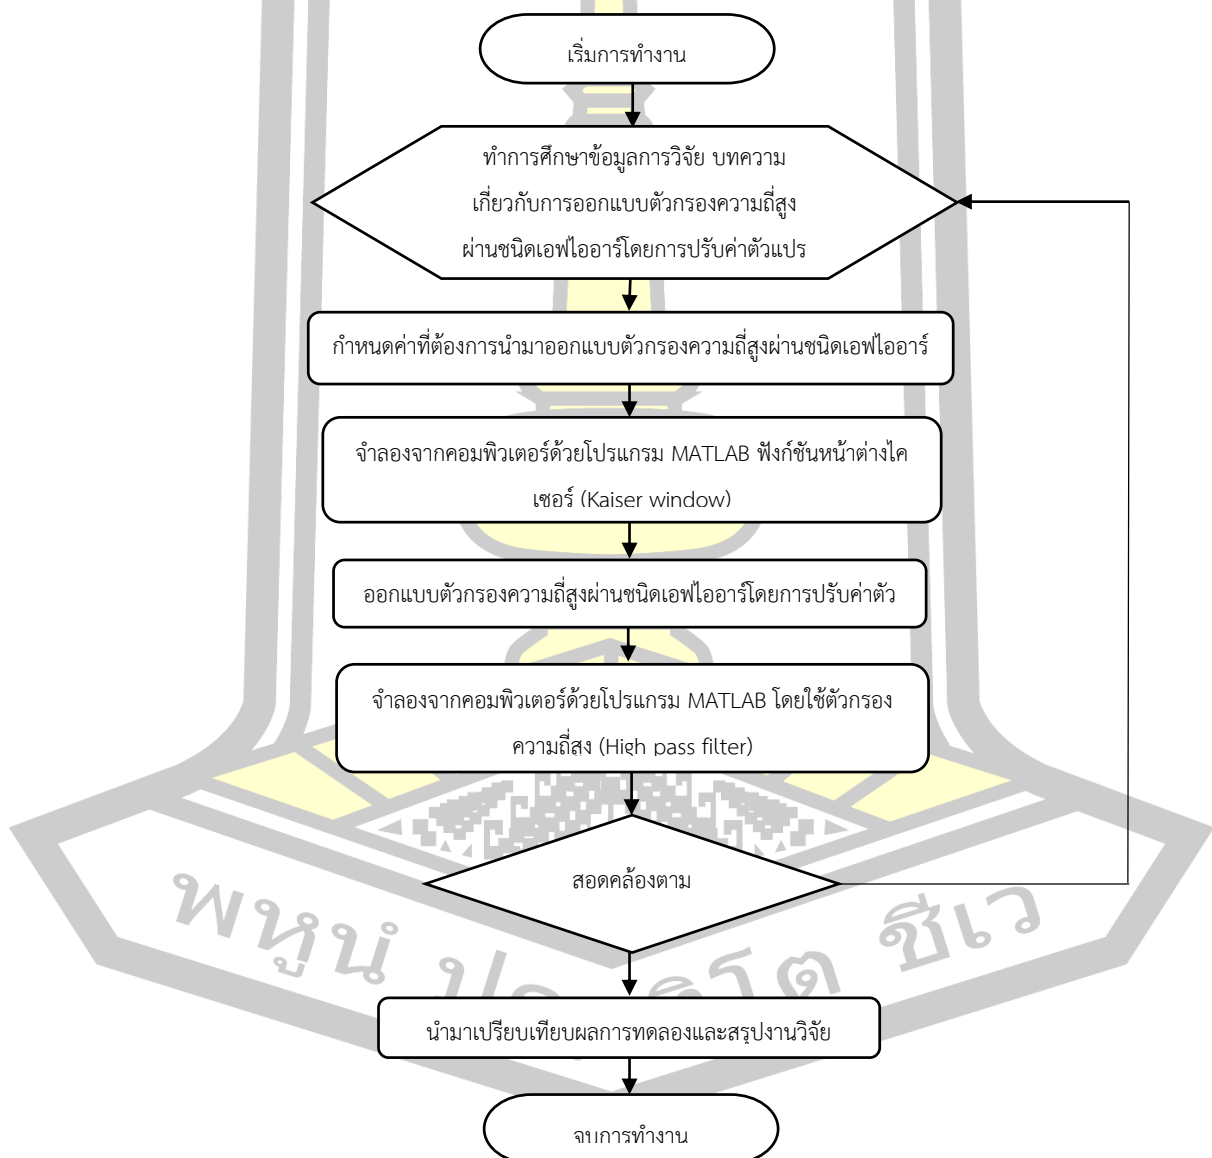 เริ่มการทำงาน
ทำการศึกษาข้อมูลการวิจัย บทความ
เกี่ยวกับการออกแบบตัวกรองความถี่สูง
ผ่านชนิดเอฟไออาร์โดยการปรับค่าตัวแปร
กำหนดค่าที่ต้องการนำมาออกแบบตัวกรองความถี่สูงผ่านชนิดเอฟไออาร์
จำลองจากคอมพิวเตอร์ด้วยโปรแกรม MATLAB ฟังก์ชันหน้าต่างไค
เซอร์ (Kaiser window)
ออกแบบตัวกรองความถี่สูงผ่านชนิดเอฟไออาร์โดยการปรับค่าตัว
จำลองจากคอมพิวเตอร์ด้วยโปรแกรม MATLAB โดยใช้ตัวกรอง
ความถี่สูง (High pass filter)
สอดคล้องตาม
พหูนํ ชีเว
นำมาเปรียบเทียบผลการทดลองและสรุปงานวิจัย
จบการทำงาน